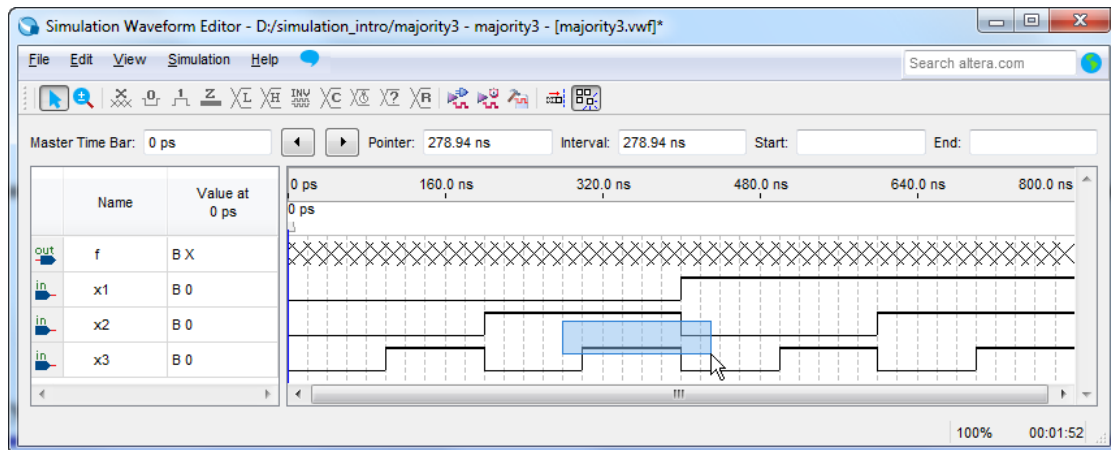 Simulation Waveform Editor - D:/simulation_intro/majority3 - majority3 - [majority3.vwf]*
File Edit View Simulation Help Search altera.com
Master Time Bar: 0 ps Pointer: 278.94 ns Interval: 278.94 ns Start: End:
Name Value at 0 ps
0 ps 160.0 ns 320.0 ns 480.0 ns 640.0 ns 800.0 ns
0 ps
out f B X
in x1 B 0
in x2 B 0
in x3 B 0
100% 00:01:52